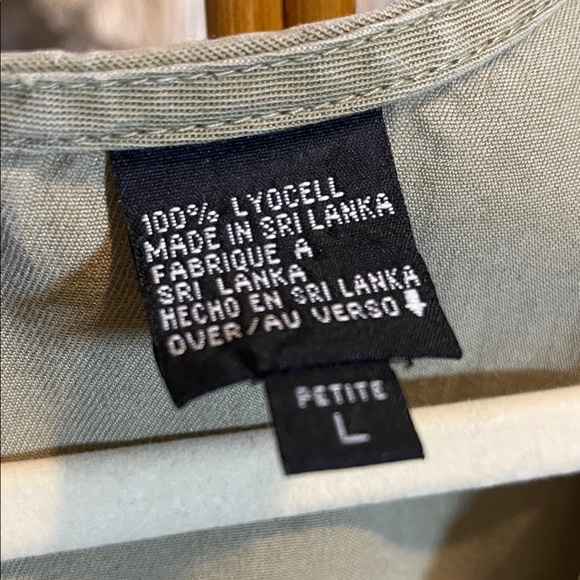 100% LYOCELL
MADE IN SRI LANKA
FABRIQUE A
SRI LANKA
HECHO EN SRI LANKA
OVER/AU VERSO
PETITE
L